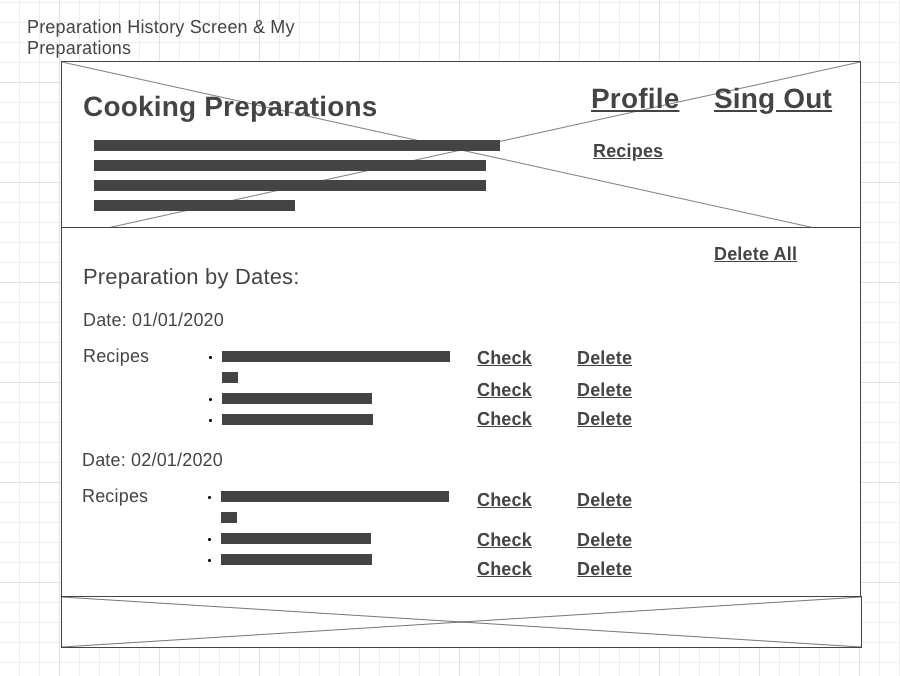 Preparation History Screen & My
Preparations
Cooking Preparations
Profile Sing Out
Recipes
Delete All
Preparation by Dates:
Date: 01/01/2020
Recipes
Check Delete
Check Delete
Check Delete
Date: 02/01/2020
Recipes
Check Delete
Check Delete
Check Delete